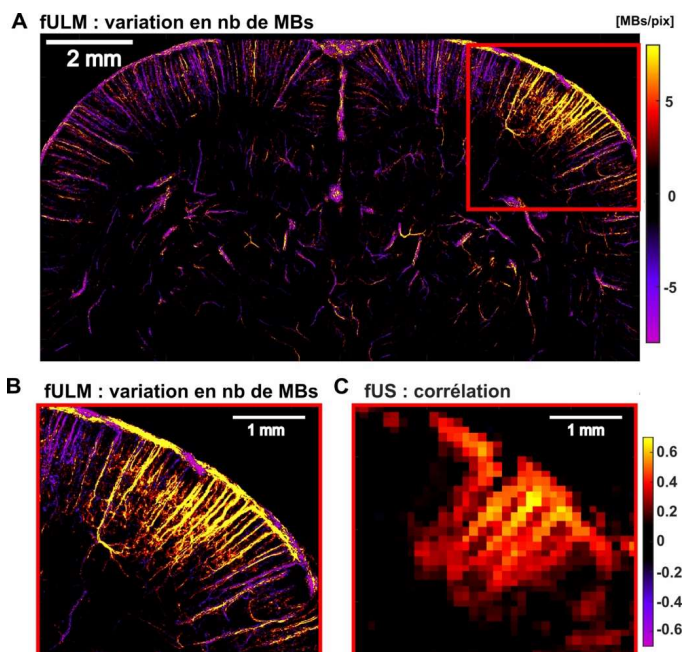 A fULM : variation en nb de MBs [MBs/pix]
2 mm
5
0
-5
B fULM : variation en nb de MBs
C fUS : corrélation
1 mm
1 mm
0.6
0.4
0.2
0
-0.2
-0.4
-0.6